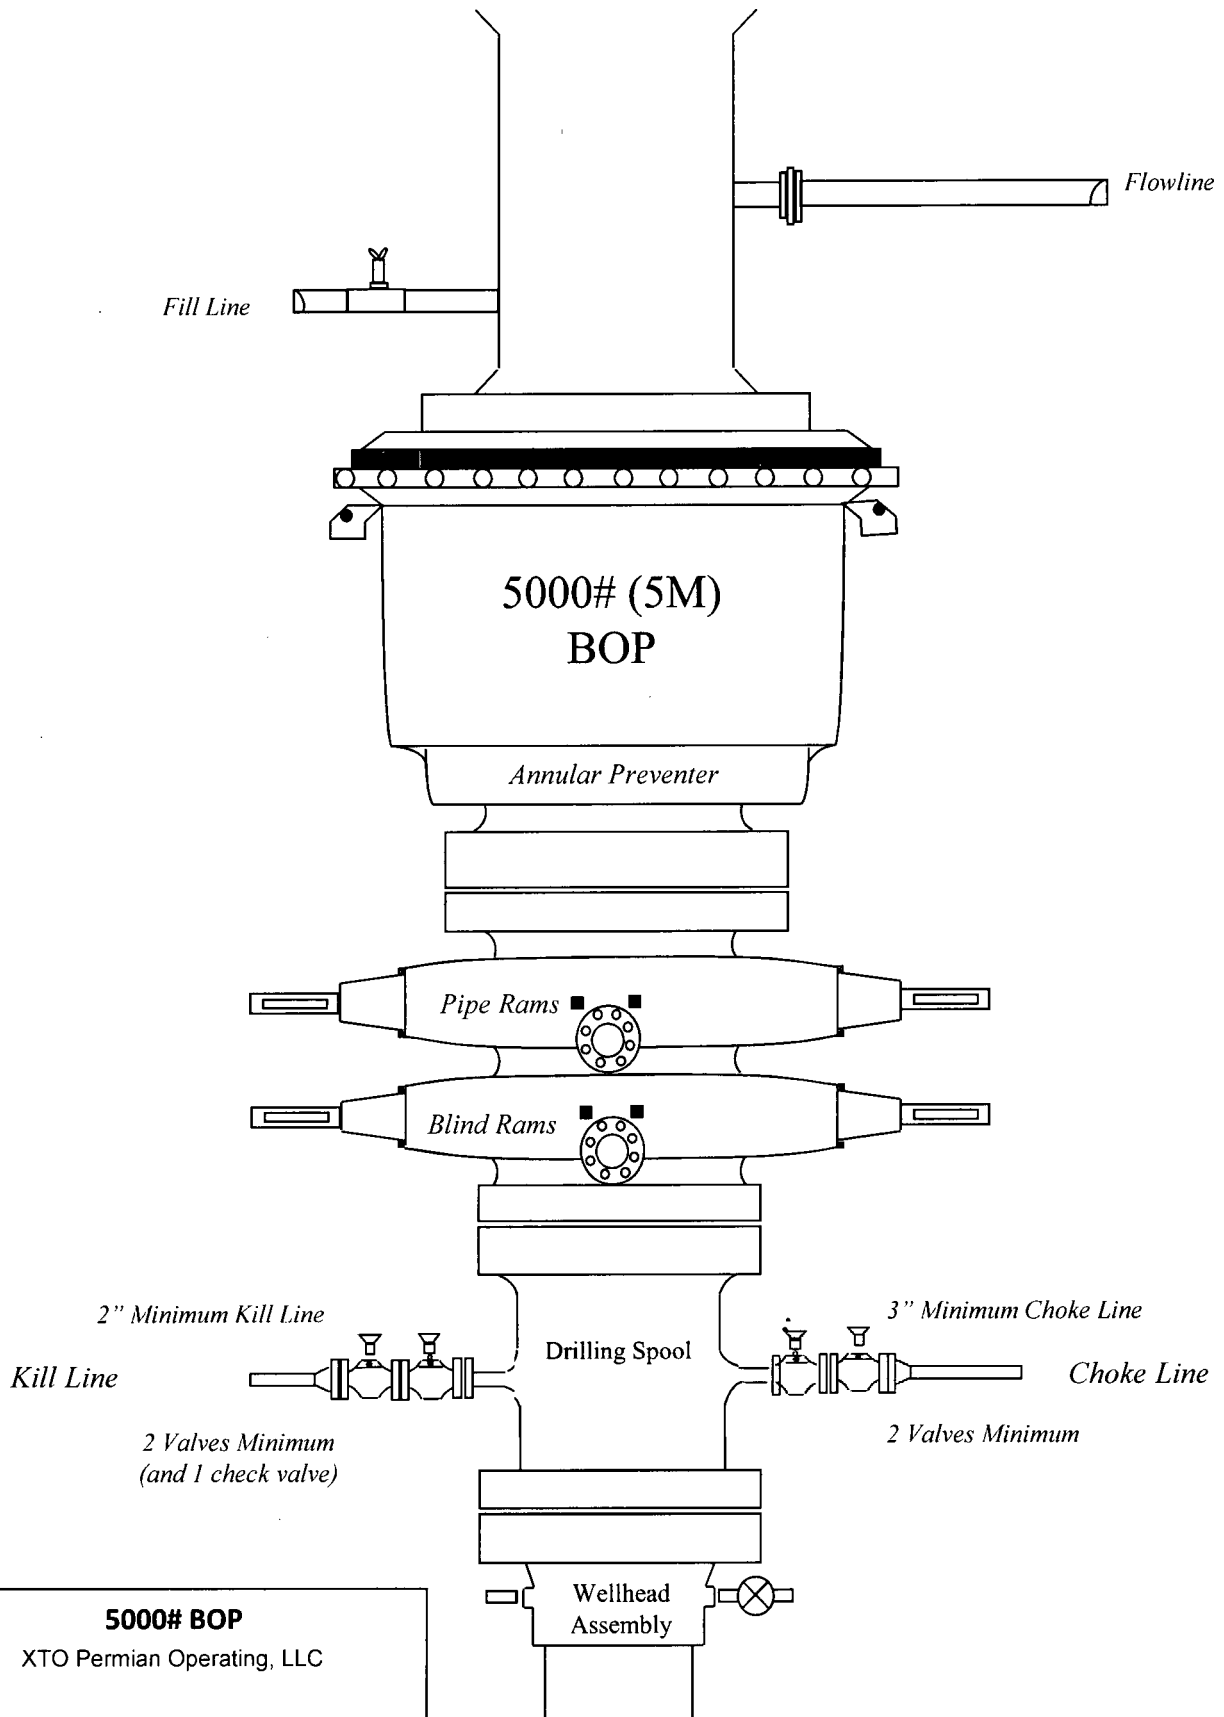 Flowline
Fill Line
5000# (5M)
BOP
Annular Preventer
Pipe Rams
Blind Rams
2” Minimum Kill Line
3” Minimum Choke Line
Drilling Spool
Kill Line
Choke Line
2 Valves Minimum
(and 1 check valve)
2 Valves Minimum
Wellhead
Assembly
5000# BOP
XTO Permian Operating, LLC